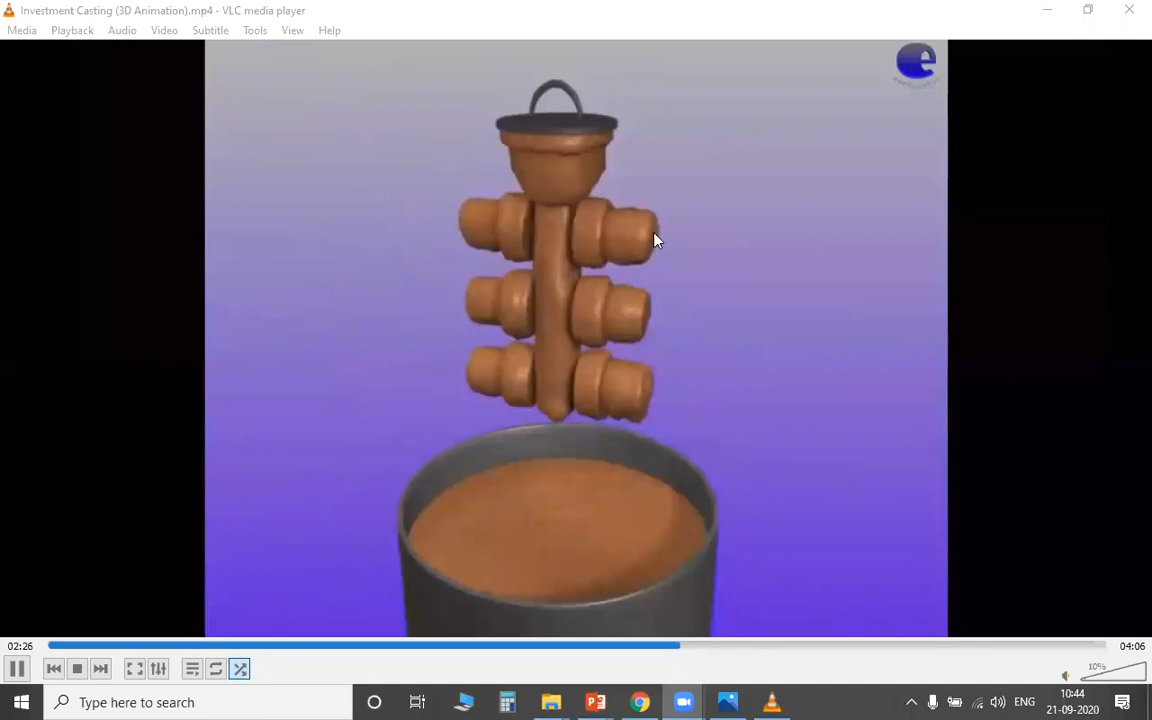 Investment Casting (3D Animation).mp4 - VLC media player
Media Playback Audio Video Subtitle Tools View Help
e
02:26
04:06
10%
Type here to search
ENG
10:44
21-09-2020